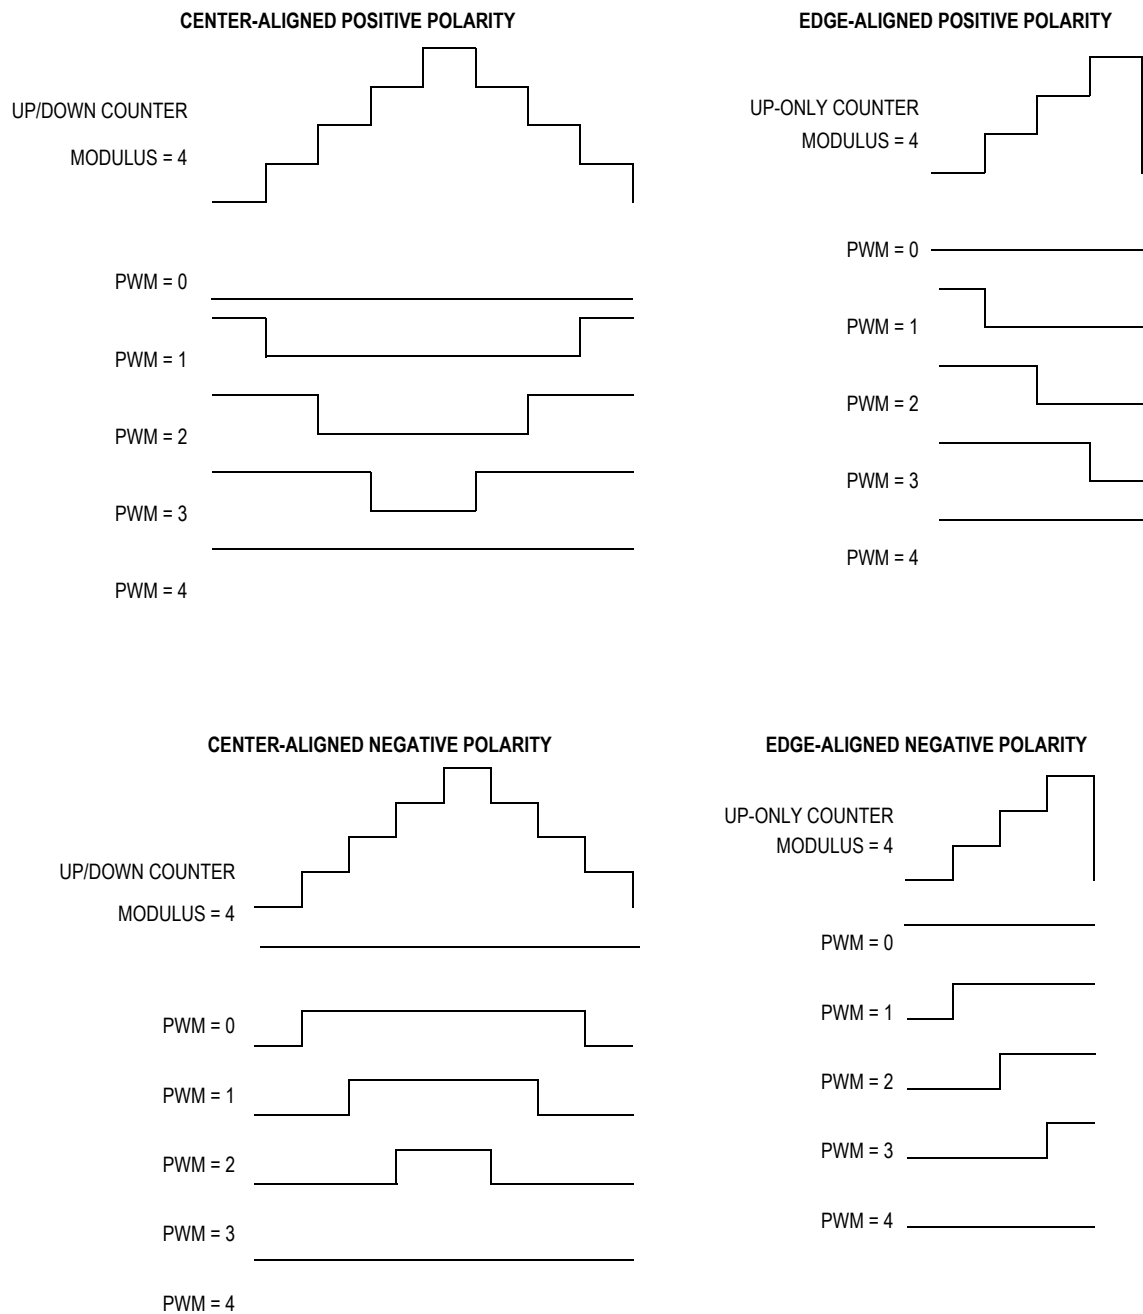 CENTER-ALIGNED POSITIVE POLARITY
UP/DOWN COUNTER
MODULUS = 4
PWM = 0
PWM = 1
PWM = 2
PWM = 3
PWM = 4
EDGE-ALIGNED POSITIVE POLARITY
UP-ONLY COUNTER
MODULUS = 4
PWM = 0
PWM = 1
PWM = 2
PWM = 3
PWM = 4
CENTER-ALIGNED NEGATIVE POLARITY
UP/DOWN COUNTER
MODULUS = 4
PWM = 0
PWM = 1
PWM = 2
PWM = 3
PWM = 4
EDGE-ALIGNED NEGATIVE POLARITY
UP-ONLY COUNTER
MODULUS = 4
PWM = 0
PWM = 1
PWM = 2
PWM = 3
PWM = 4